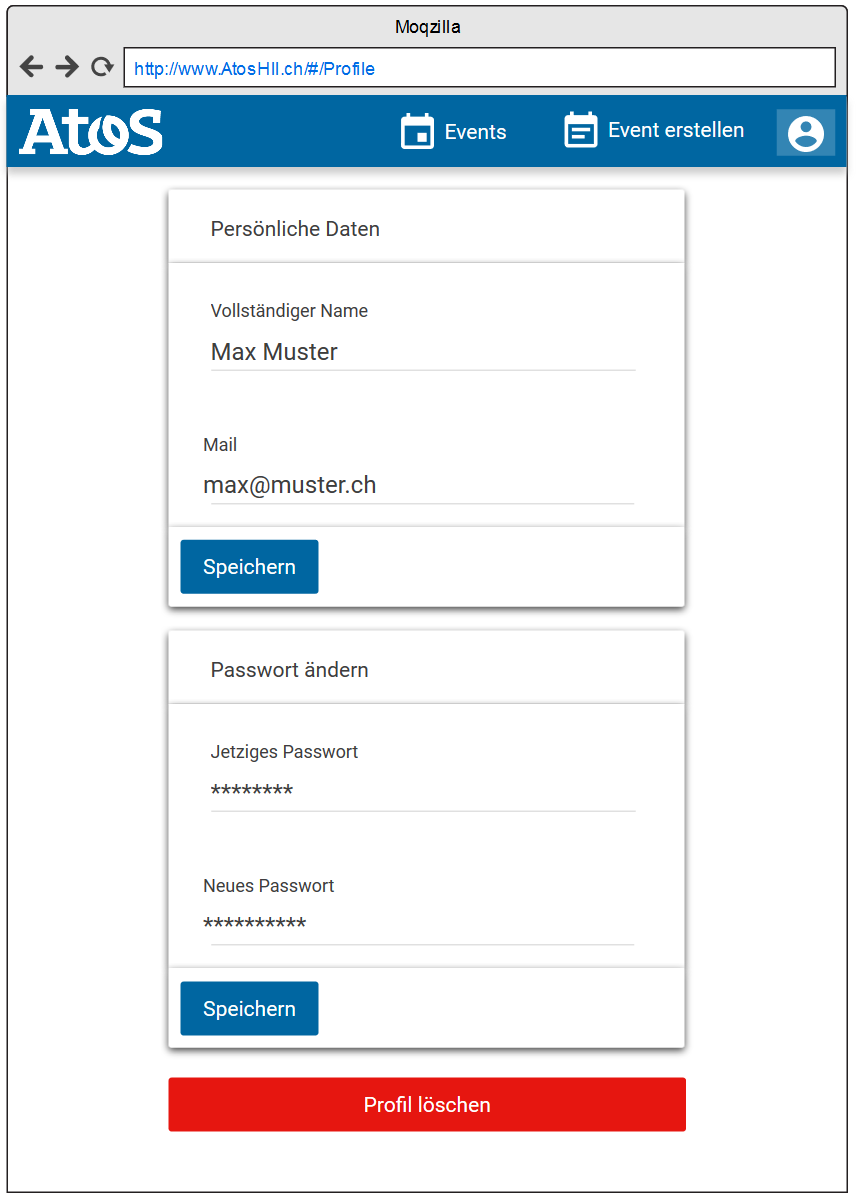 Moqzilla
http://www.AtosHII.ch/#/Profile
Atos
Events
Event erstellen
Persönliche Daten
Vollständiger Name
Max Muster
Mail
max@muster.ch
Speichern
Passwort ändern
Jetziges Passwort
********
Neues Passwort
**********
Speichern
Profil löschen